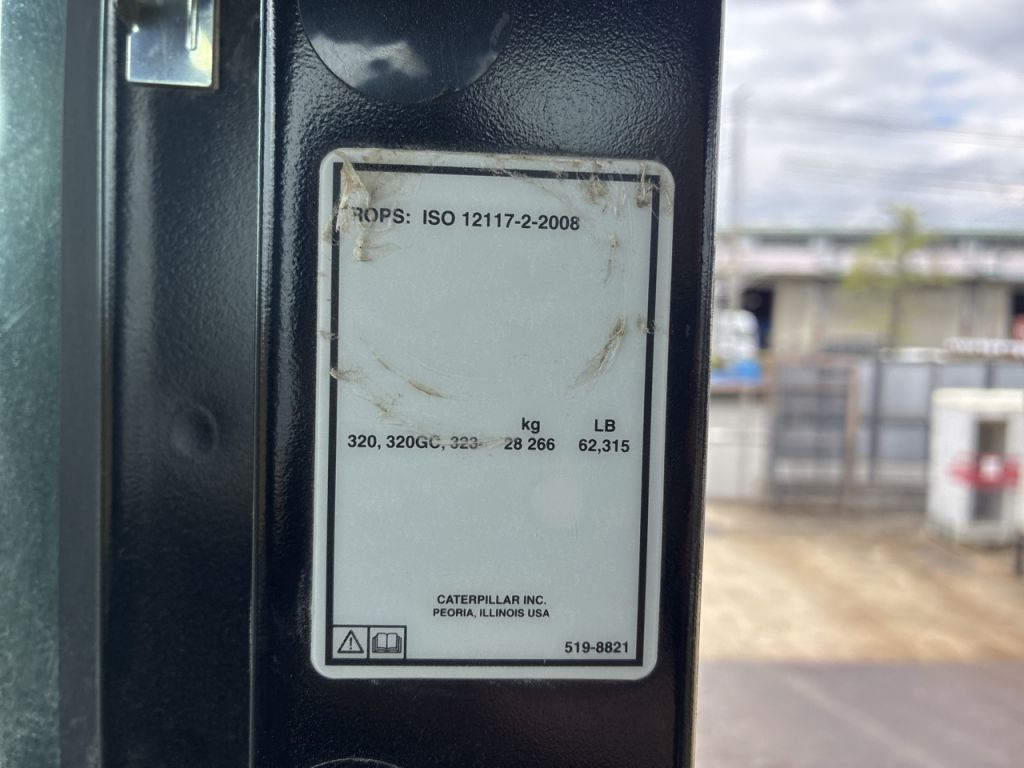 ROPS: ISO 12117-2-2008
kg LB
320, 320GC, 323 28 266 62,315
CATERPILLAR INC.
PEORIA, ILLINOIS USA
519-8821